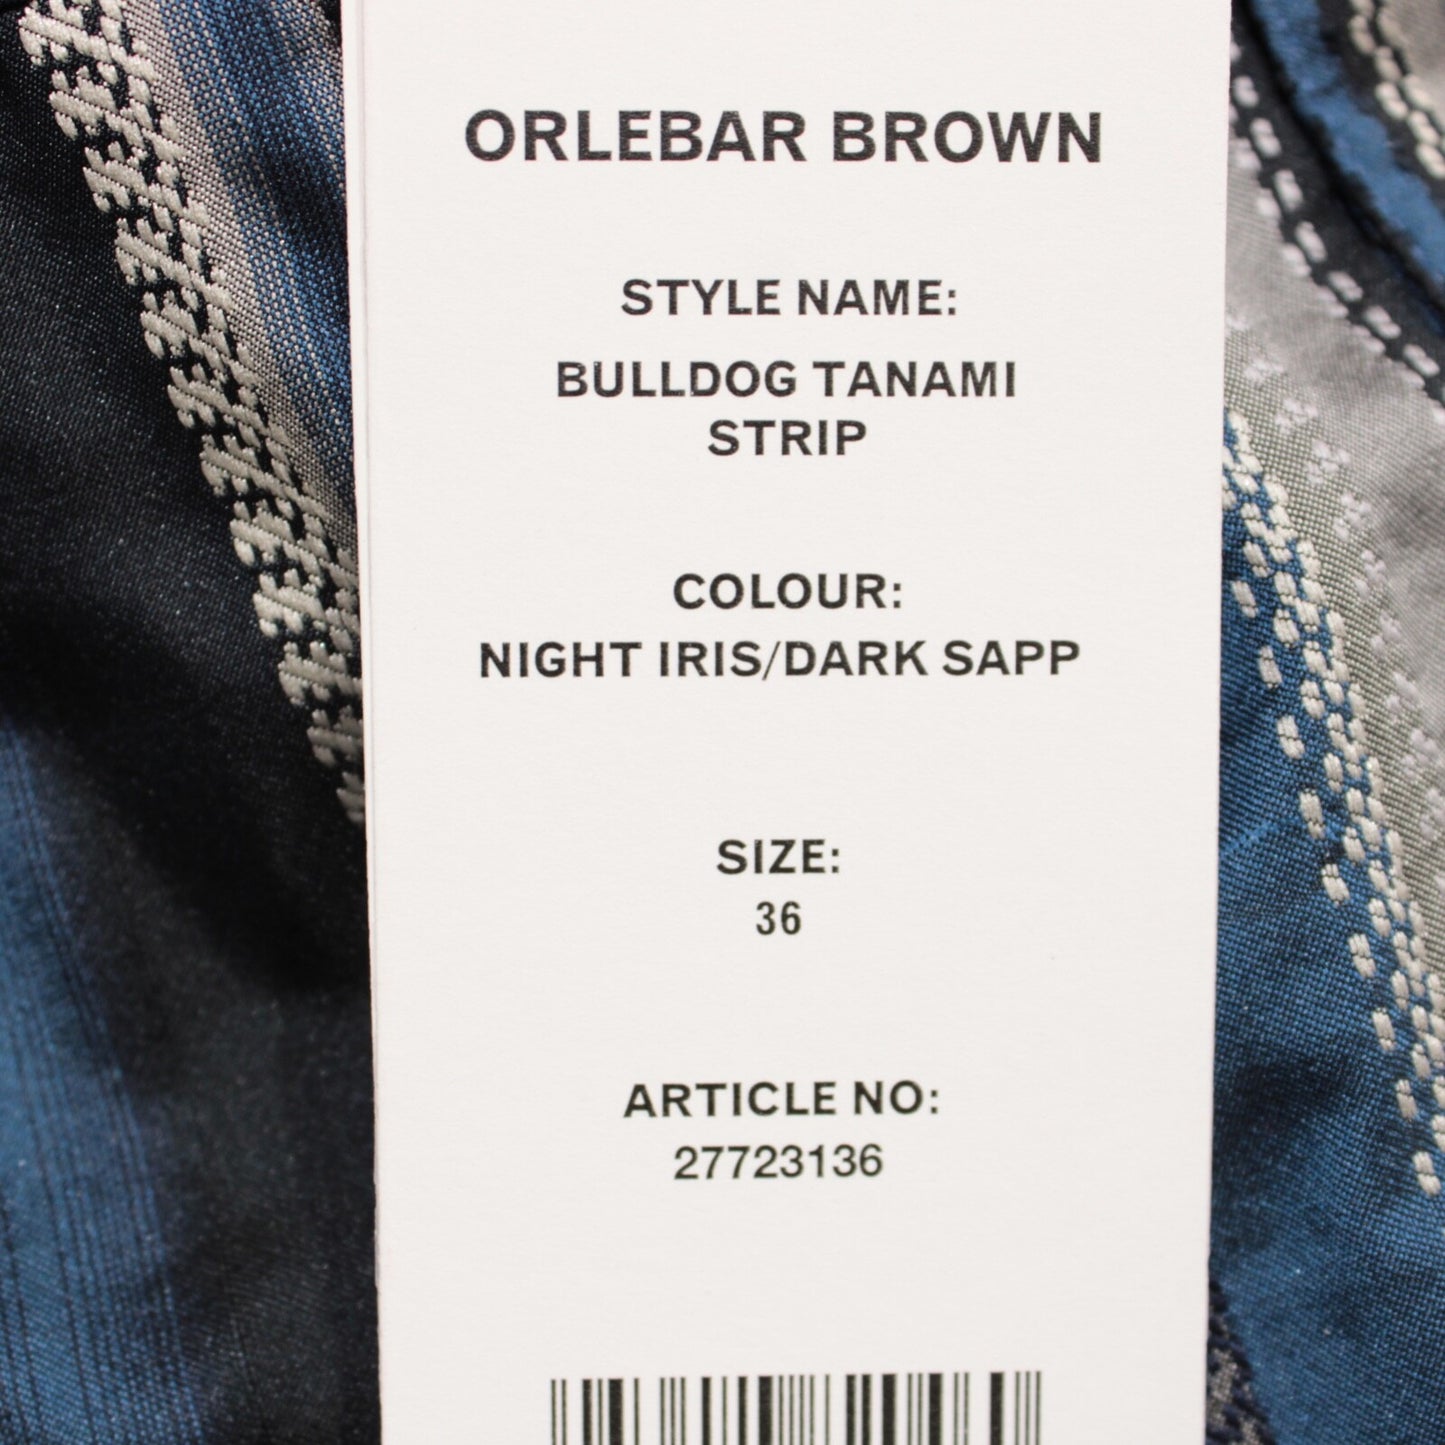 ORLEBAR BROWN
STYLE NAME:
BULLDOG TANAMI
STRIP
COLOUR:
NIGHT IRIS/DARK SAPP
SIZE:
36
ARTICLE NO:
27723136